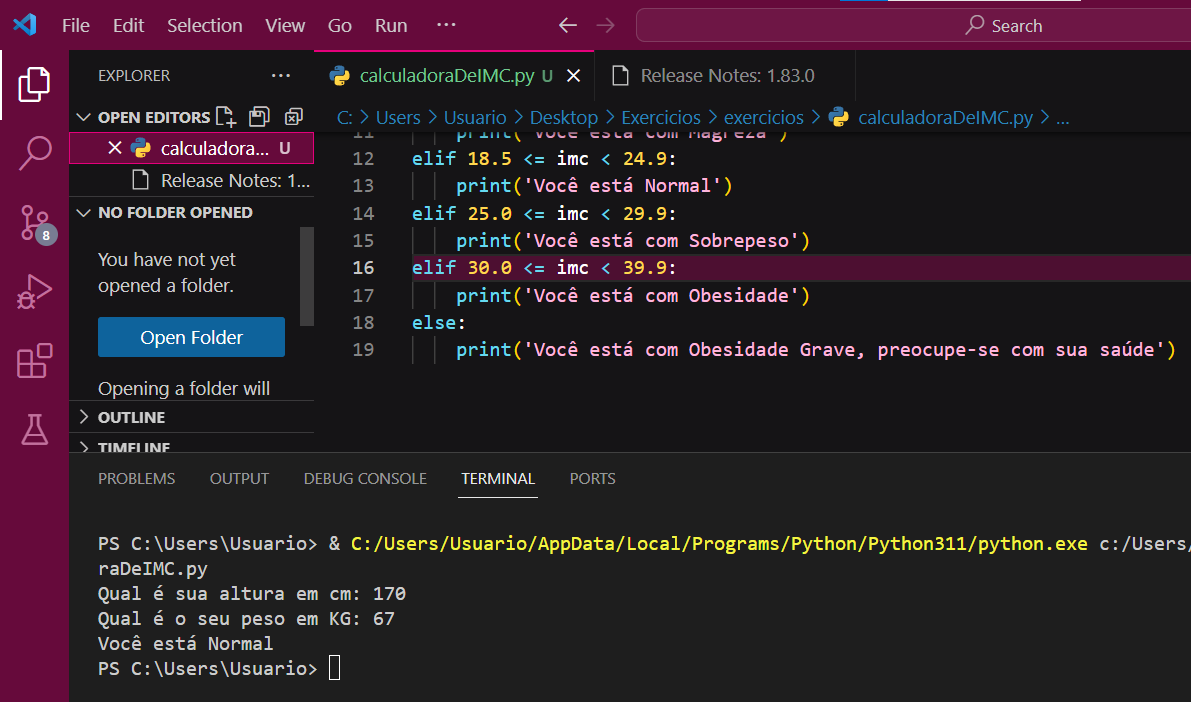 File Edit Selection View Go Run ··· Search
EXPLORER ···
calculadoraDeIMC.py U
Release Notes: 1.83.0
OPEN EDITORS
C: > Users > Usuario > Desktop > Exercicios > exercicios > calculadoraDeIMC.py > ...
calculadora... U
Release Notes: 1...
NO FOLDER OPENED
8
You have not yet
opened a folder.
Open Folder
Opening a folder will
OUTLINE
TIMELINE
11 print('Você está com Magreza')
12 elif 18.5 <= imc < 24.9:
13 print('Você está Normal')
14 elif 25.0 <= imc < 29.9:
15 print('Você está com Sobrepeso')
16 elif 30.0 <= imc < 39.9:
17 print('Você está com Obesidade')
18 else:
19 print('Você está com Obesidade Grave, preocupe-se com sua saúde')
PROBLEMS OUTPUT DEBUG CONSOLE TERMINAL PORTS
PS C:\Users\Usuario> & C:/Users/Usuario/AppData/Local/Programs/Python/Python311/python.exe c:/Users/
raDeIMC.py
Qual é sua altura em cm: 170
Qual é o seu peso em KG: 67
Você está Normal
PS C:\Users\Usuario>